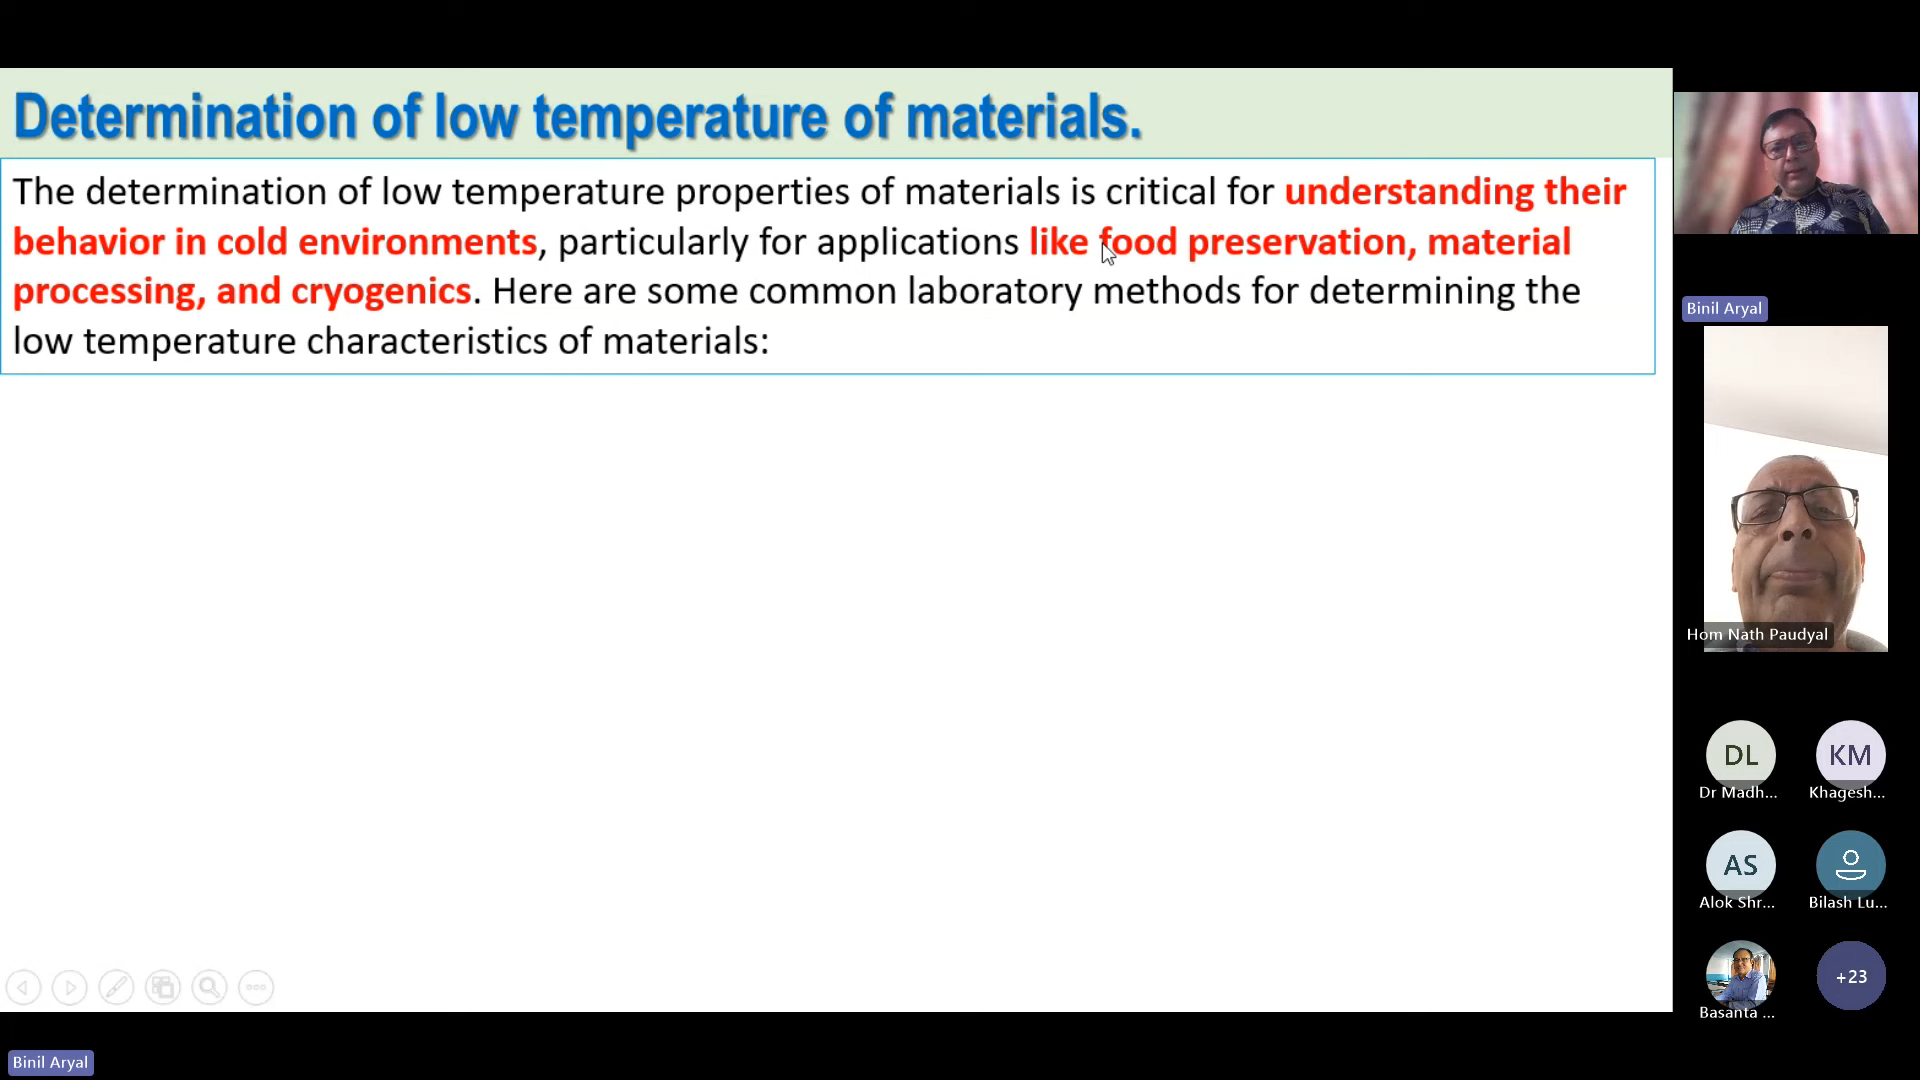 Determination of low temperature of materials.
The determination of low temperature properties of materials is critical for understanding their
behavior in cold environments, particularly for applications like food preservation, material
processing, and cryogenics. Here are some common laboratory methods for determining the
low temperature characteristics of materials:
Binil Aryal
Hom Nath Paudyal
DL
Dr Madh...
KM
Khagesh...
AS
Alok Shr...
Bilash Lu...
Basanta ...
+23
Binil Aryal